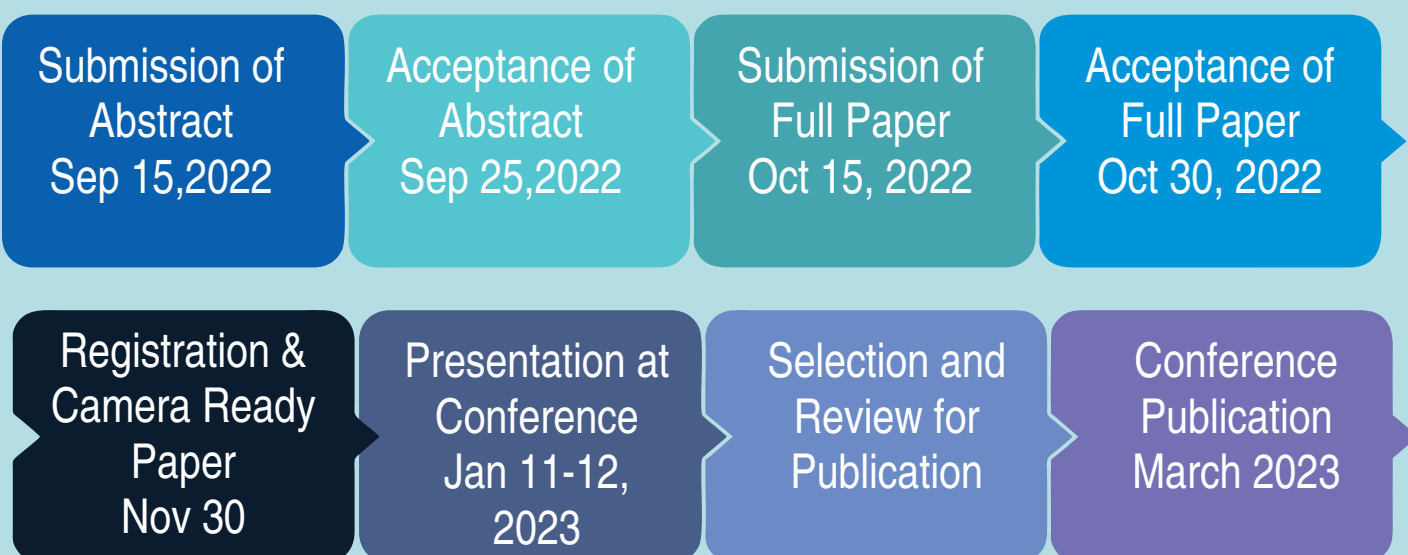 Submission of
Abstract
Sep 15,2022
Acceptance of
Abstract
Sep 25,2022
Submission of
Full Paper
Oct 15, 2022
Acceptance of
Full Paper
Oct 30, 2022
Registration &
Camera Ready
Paper
Nov 30
Presentation at
Conference
Jan 11-12,
2023
Selection and
Review for
Publication
Conference
Publication
March 2023